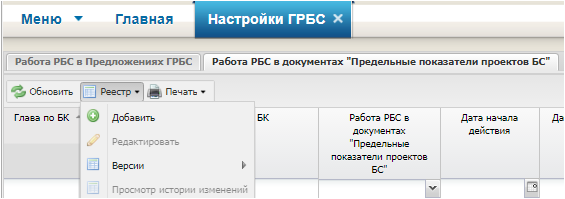 Меню Главная Настройки ГРБС
Работа РБС в Предложениях ГРБС Работа РБС в документах "Предельные показатели проектов БС"
Обновить Реестр Печать
Глава по БК
БК
Работа РБС в
документах
"Предельные
показатели проектов
БС"
Дата начала
действия
Добавить
Редактировать
Версии
Просмотр истории изменений